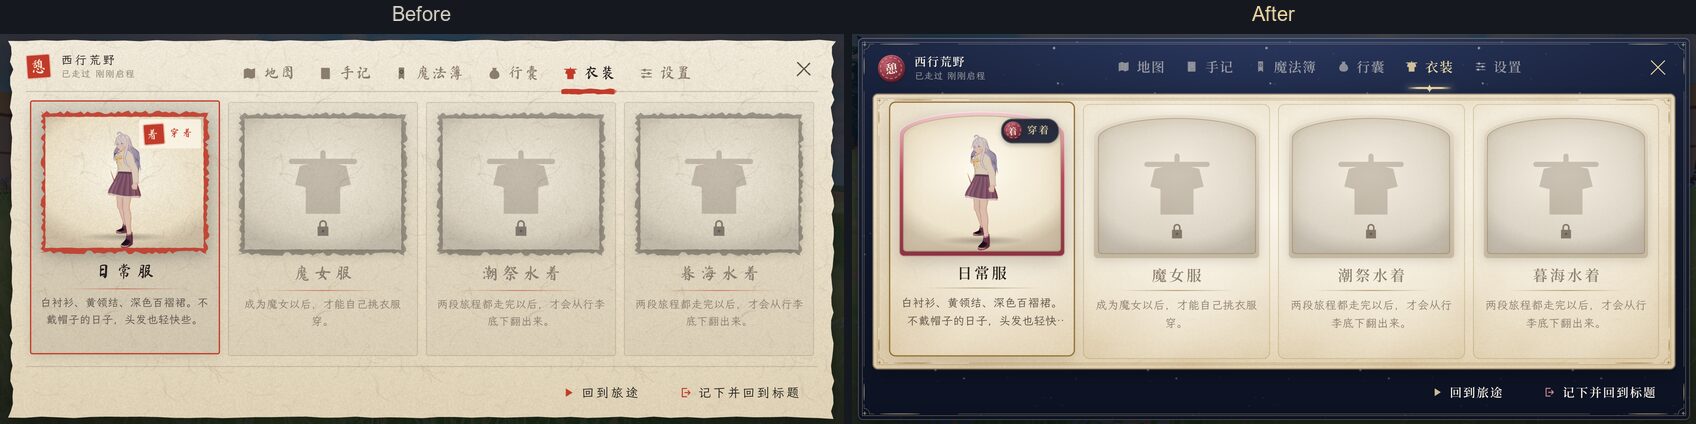 Before
憩
西行荒野
已走过 刚刚启程
地图 手记 魔法簿 行囊 衣装 设置
着 穿着
日常服
白衬衫、黄领结、深色百褶裙。不
戴帽子的日子，头发也轻快些。
魔女服
成为魔女以后，才能自己挑衣服
穿。
潮祭水着
两段旅程都走完以后，才会从行李
底下翻出来。
暮海水着
两段旅程都走完以后，才会从行李
底下翻出来。
回到旅途 记下并回到标题
After
憩
西行荒野
已走过 刚刚启程
地图 手记 魔法簿 行囊 衣装 设置
着 穿着
日常服
白衬衫、黄领结、深色百褶裙。
不戴帽子的日子，头发也轻快…
魔女服
成为魔女以后，才能自己挑衣服
穿。
潮祭水着
两段旅程都走完以后，才会从行
李底下翻出来。
暮海水着
两段旅程都走完以后，才会从行
李底下翻出来。
回到旅途 记下并回到标题